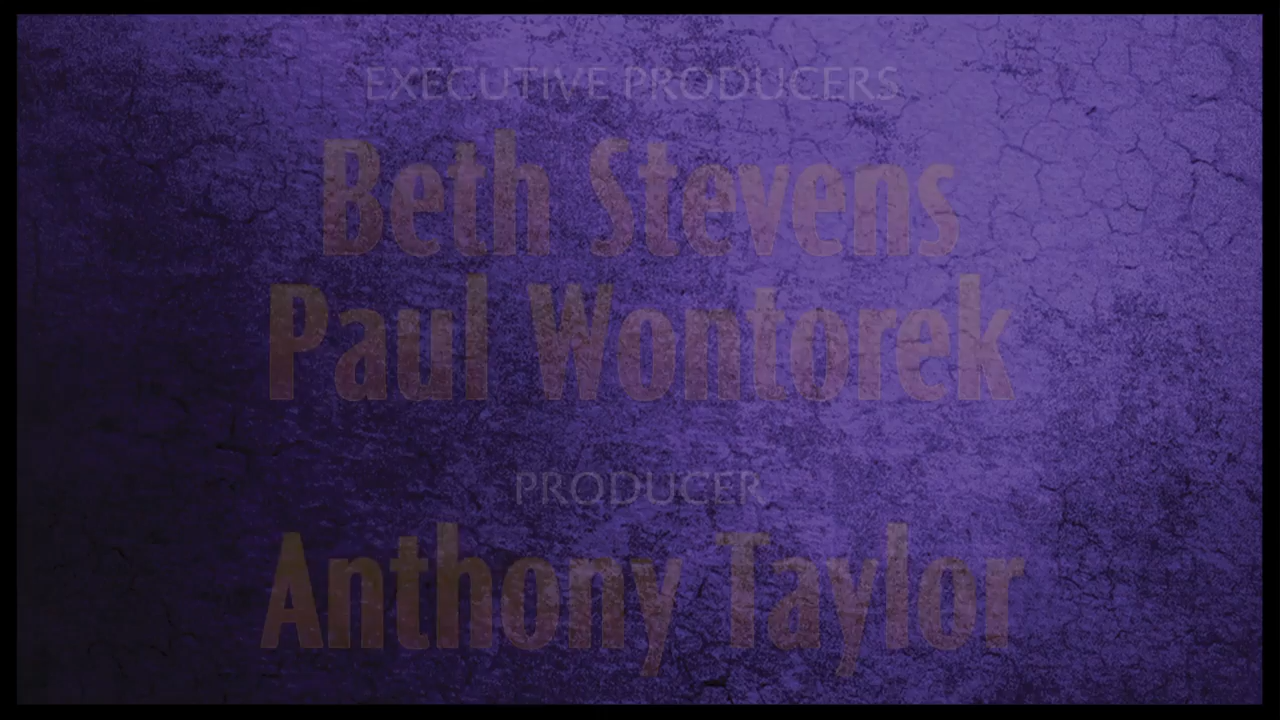 EXECUTIVE PRODUCERS
Beth Stevens
Paul Wontorek
PRODUCER
Anthony Taylor